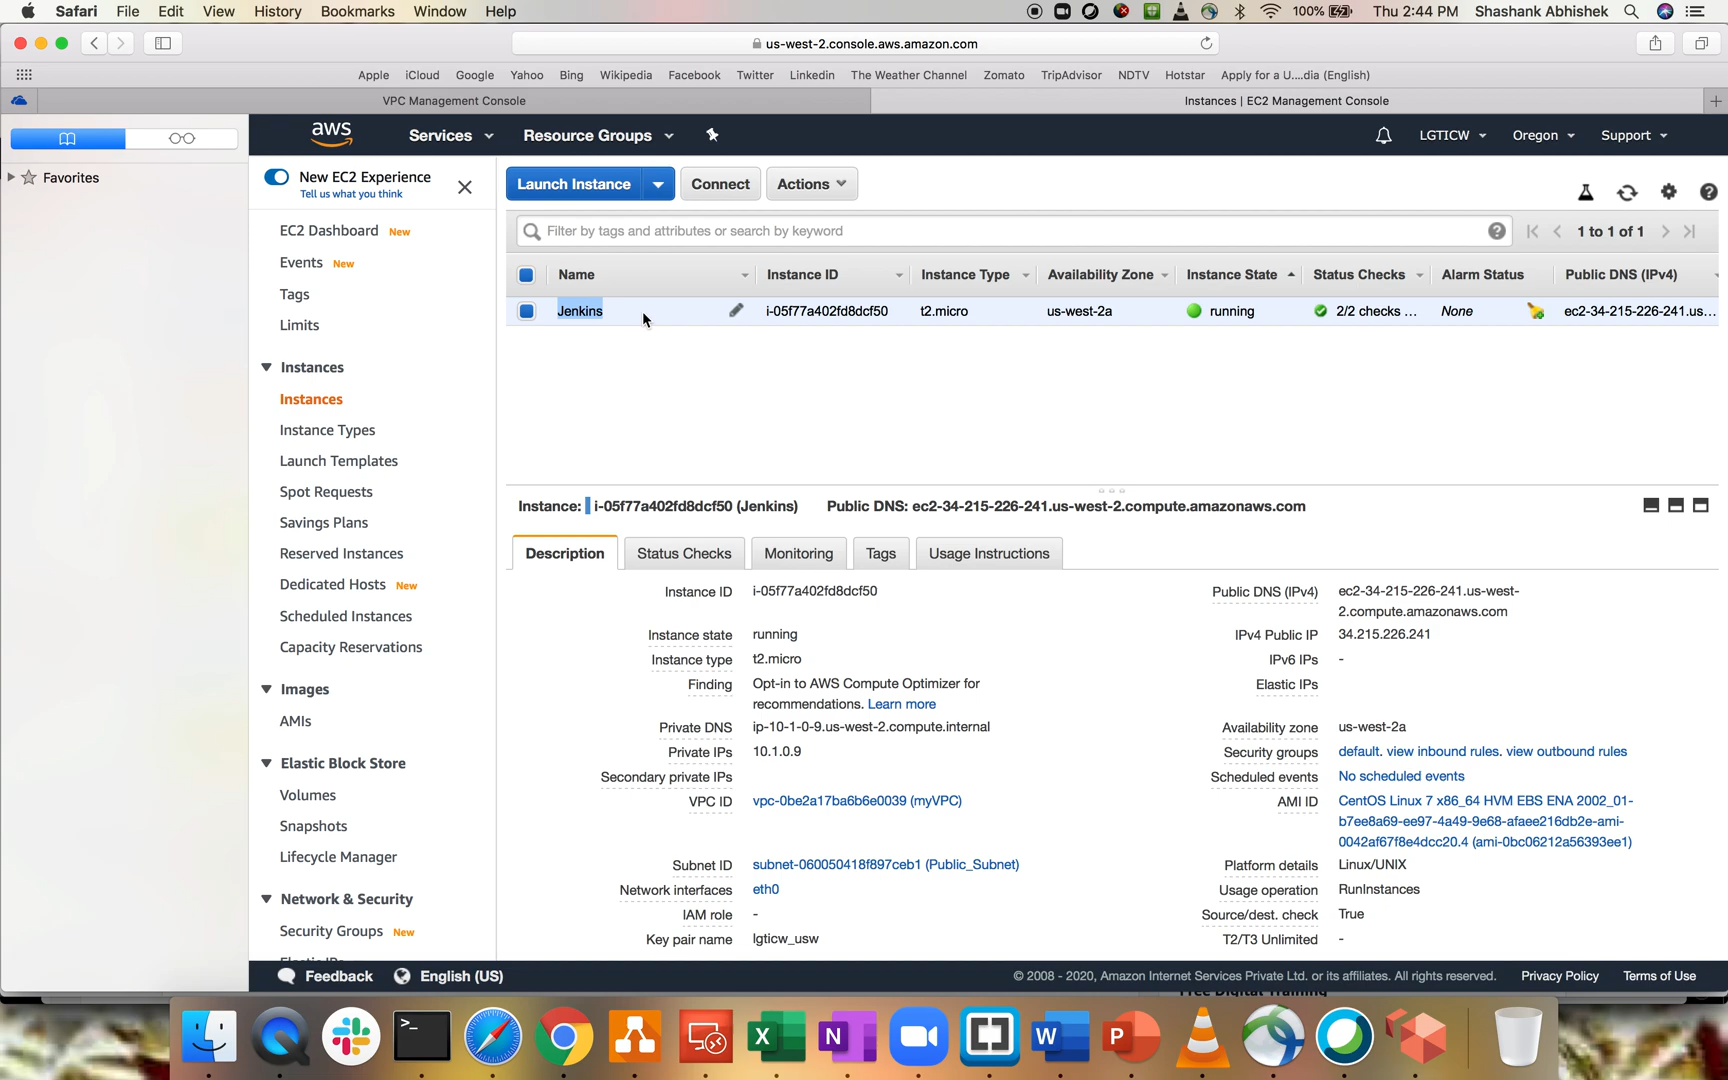 Safari File Edit View History Bookmarks Window Help 100% Thu 2:44 PM Shashank Abhishek
us-west-2.console.aws.amazon.com
Apple iCloud Google Yahoo Bing Wikipedia Facebook Twitter Linkedin The Weather Channel Zomato TripAdvisor NDTV Hotstar Apply for a U....dia (English)
VPC Management Console Instances | EC2 Management Console
aws Services Resource Groups LGTICW Oregon Support
Favorites
New EC2 Experience
Tell us what you think
Launch Instance Connect Actions
EC2 Dashboard New
Filter by tags and attributes or search by keyword 1 to 1 of 1
Events New
Name Instance ID Instance Type Availability Zone Instance State Status Checks Alarm Status Public DNS (IPv4)
Tags
Jenkins i-05f77a402fd8dcf50 t2.micro us-west-2a running 2/2 checks ... None ec2-34-215-226-241.us...
Limits
Instances
Instances
Instance Types
Launch Templates
Spot Requests
Savings Plans
Reserved Instances
Dedicated Hosts New
Scheduled Instances
Capacity Reservations
Images
AMIs
Elastic Block Store
Volumes
Snapshots
Lifecycle Manager
Network & Security
Security Groups New
Instance: i-05f77a402fd8dcf50 (Jenkins) Public DNS: ec2-34-215-226-241.us-west-2.compute.amazonaws.com
Description Status Checks Monitoring Tags Usage Instructions
Instance ID i-05f77a402fd8dcf50
Instance state running
Instance type t2.micro
Finding Opt-in to AWS Compute Optimizer for
recommendations. Learn more
Private DNS ip-10-1-0-9.us-west-2.compute.internal
Private IPs 10.1.0.9
Secondary private IPs
VPC ID vpc-0be2a17ba6b6e0039 (myVPC)
Subnet ID subnet-060050418f897ceb1 (Public_Subnet)
Network interfaces eth0
IAM role -
Key pair name lgticw_usw
Public DNS (IPv4) ec2-34-215-226-241.us-west-
2.compute.amazonaws.com
IPv4 Public IP 34.215.226.241
IPv6 IPs -
Elastic IPs
Availability zone us-west-2a
Security groups default. view inbound rules. view outbound rules
Scheduled events No scheduled events
AMI ID CentOS Linux 7 x86_64 HVM EBS ENA 2002_01-
b7ee8a69-ee97-4a49-9e68-afaee216db2e-ami-
0042af67f8e4dcc20.4 (ami-0bc06212a56393ee1)
Platform details Linux/UNIX
Usage operation RunInstances
Source/dest. check True
T2/T3 Unlimited -
Feedback English (US) © 2008 - 2020, Amazon Internet Services Private Ltd. or its affiliates. All rights reserved. Privacy Policy Terms of Use